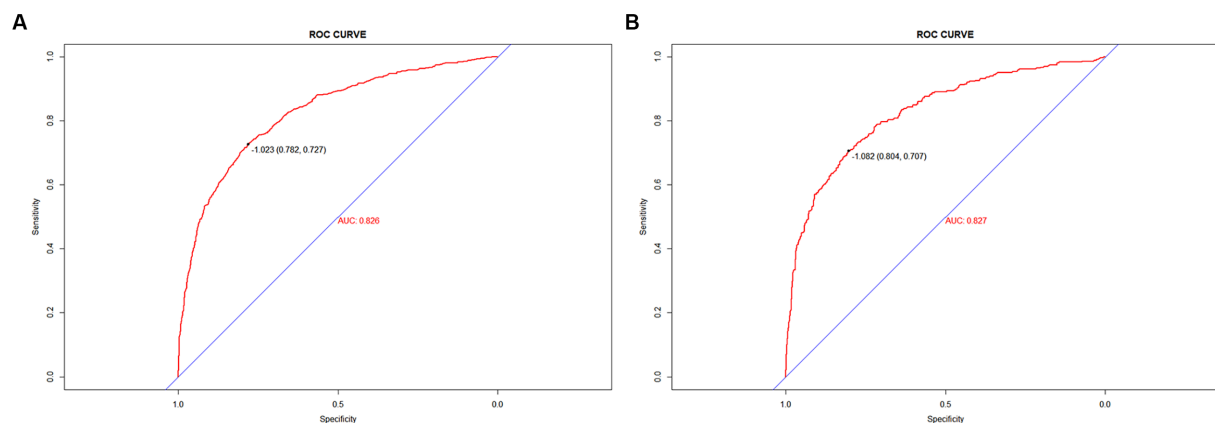 A
ROC CURVE
1.0
0.8
0.6
0.4
0.2
0.0
Sensitivity
-1.023 (0.782, 0.727)
AUC: 0.826
1.0
0.5
0.0
Specificity
B
ROC CURVE
1.0
0.8
0.6
0.4
0.2
0.0
Sensitivity
-1.082 (0.804, 0.707)
AUC: 0.827
1.0
0.5
0.0
Specificity